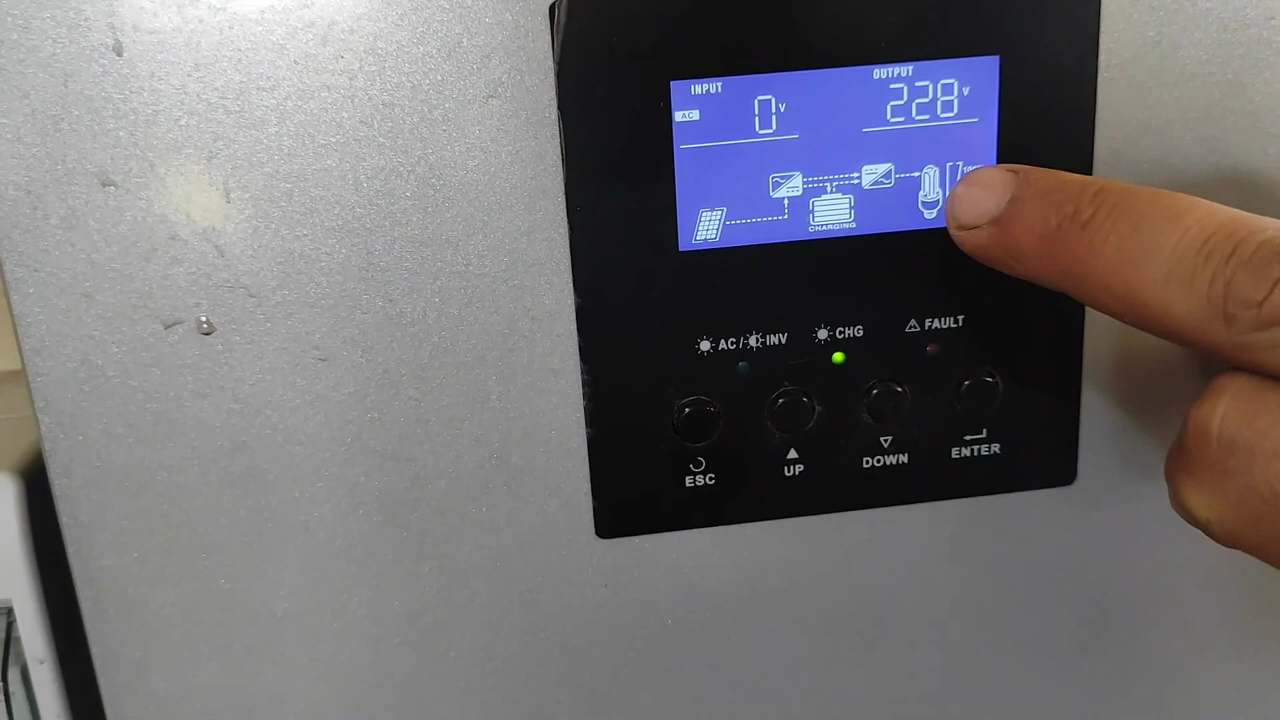 INPUT
OUTPUT
AC 0V
228V
CHARGING
AC / INV
CHG
FAULT
ESC
UP
DOWN
ENTER